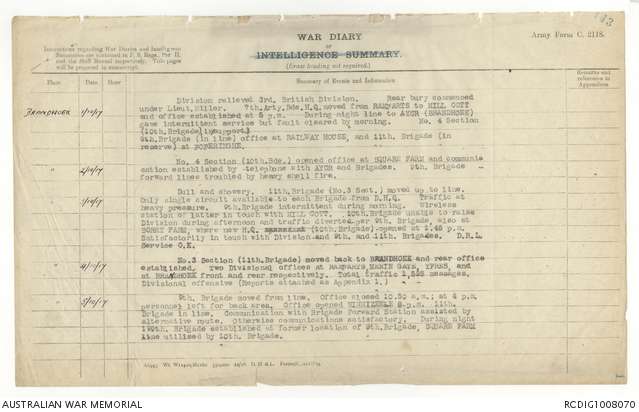 WAR DIARY
or
INTELLIGENCE SUMMARY.
(Erase heading not required.)
Army Form C. 2118.
Instructions regarding War Diaries and Intelligence
Summaries are contained in F. S. Regs., Part II.
and the Staff Manual respectively. Title pages
will be prepared in manuscript.
Place Date Hour Summary of Events and Information Remarks and
references to
Appendices
BRANDHOEK 1/10/17 Division relieved 3rd. British Division. Rear bury commenced
under Lieut. Hiller. 7th.Arty.Bde.H.Q. moved from RAMPARTS to MILL COTT
and office established at 5 p.m. During night line to AYCR (BRANDHOEK)
gave intermittent service but fault cleared by morning. No. 4 Section
(10th.Brigade)(support)
9th.Brigade (in line) office at RAILWAY HOUSE, and 11th. Brigade (in
reserve) at POPERINGHE.
" 2/10/17 No. 4 Section (10th.Bde.) opened office at SQUARE FARM and communic-
ation established by telephone with AYCR and Brigades. 9th. Brigade
forward lines troubled by heavy shell fire.
" 3/10/17 Dull and showery. 11th.Brigade (No.3 Sect.) moved up to line.
Only single circuit available to each Brigade from D.H.Q. Traffic at
heavy pressure. 9th.Brigade intermittent during morning. Wireless
station of latter in touch with MILL COTT. 10th.Brigade unable to raise
Division during afternoon and traffic diverted per 9th. Brigade, also at
FARM, where new H.Q. (10th.Brigade) opened at 1.45 p.m.
Satisfactorily in touch with Division and 9th. and 11th. Brigades. D.R.L.
Service O.K.
" 4/10/17 No.3 Section (11th.Brigade) moved back to BRANDHOEK and rear office
established. Two Divisional offices at RAMPARTS, MENIN GATE, YPRES, and
at BRANDHOEK front and rear respectively. Total traffic messages.
Divisional offensive (Reports attached as Appendix 1.)
" 5/10/17 9th. Brigade moved from line. Office closed 10.30 a.m.; at 4 p.m.
personnel left for back area. Office opened p.m. 11th.
Brigade in line. Communication with Brigade Forward Station assisted by
alternative route. Otherwise communications satisfactory. During night
199th. Brigade established at former location of 9th.Brigade, SQUARE FARM
line utilised by 10th. Brigade.
AUSTRALIAN WAR MEMORIAL
RCDIG1008070